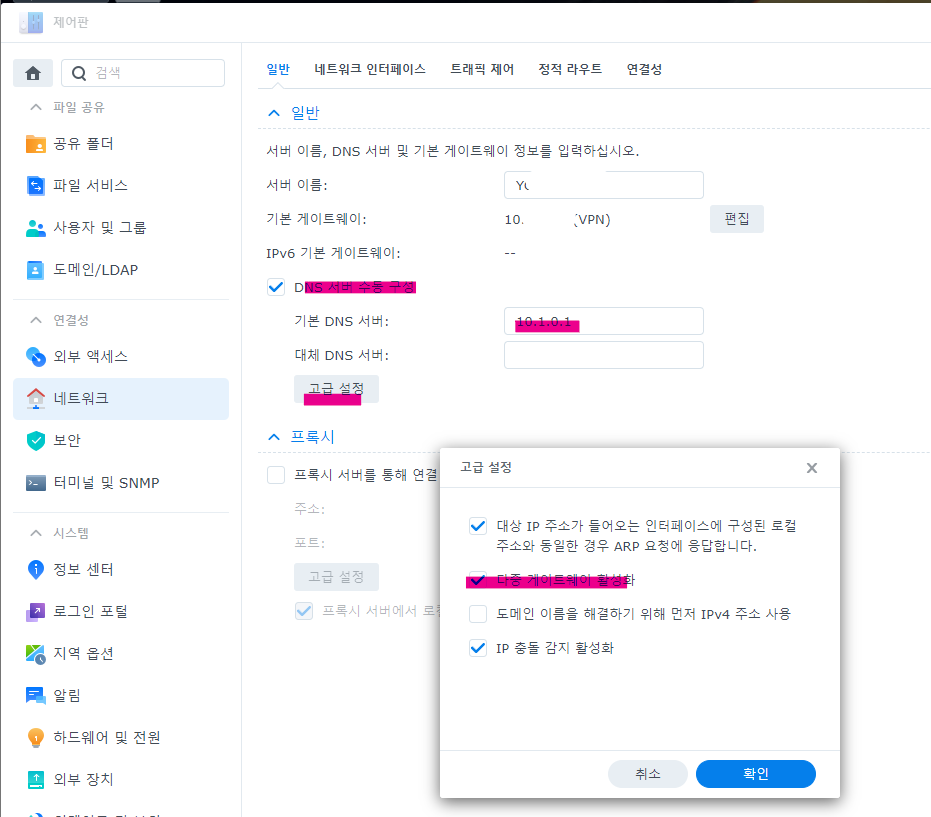 제어판
검색
파일 공유
공유 폴더
파일 서비스
사용자 및 그룹
도메인/LDAP
연결성
외부 액세스
네트워크
보안
터미널 및 SNMP
시스템
정보 센터
로그인 포털
지역 옵션
알림
하드웨어 및 전원
외부 장치
일반 네트워크 인터페이스 트래픽 제어 정적 라우트 연결성
일반
서버 이름, DNS 서버 및 기본 게이트웨이 정보를 입력하십시오.
서버 이름:
기본 게이트웨이: 10. (VPN) 편집
IPv6 기본 게이트웨이: --
DNS 서버 수동 구성
기본 DNS 서버: 10.1.0.1
대체 DNS 서버:
고급 설정
프록시
프록시 서버를 통해 연결
주소:
포트:
고급 설정
프록시 서버에서
고급 설정
대상 IP 주소가 들어오는 인터페이스에 구성된 로컬
주소와 동일한 경우 ARP 요청에 응답합니다.
다중 게이트웨이 활성화
도메인 이름을 해결하기 위해 먼저 IPv4 주소 사용
IP 충돌 감지 활성화
취소 확인